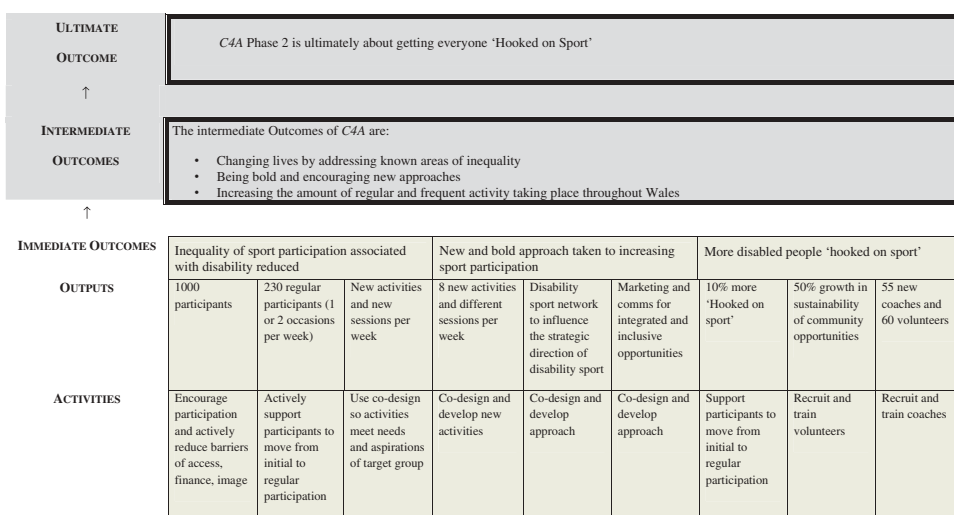 ULTIMATE
OUTCOME
C4A Phase 2 is ultimately about getting everyone ‘Hooked on Sport’
↑
INTERMEDIATE
OUTCOMES
The intermediate Outcomes of C4A are:
• Changing lives by addressing known areas of inequality
• Being bold and encouraging new approaches
• Increasing the amount of regular and frequent activity taking place throughout Wales
↑
IMMEDIATE OUTCOMES
Inequality of sport participation associated
with disability reduced
New and bold approach taken to increasing
sport participation
More disabled people ‘hooked on sport’
OUTPUTS
1000
participants
230 regular
participants (1
or 2 occasions
per week)
New activities
and new
sessions per
week
8 new activities
and different
sessions per
week
Disability
sport network
to influence
the strategic
direction of
disability sport
Marketing and
comms for
integrated and
inclusive
opportunities
10% more
‘Hooked on
sport’
50% growth in
sustainability
of community
opportunities
55 new
coaches and
60 volunteers
ACTIVITIES
Encourage
participation
and actively
reduce barriers
of access,
finance, image
Actively
support
participants to
move from
initial to
regular
participation
Use co-design
so activities
meet needs
and aspirations
of target group
Co-design and
develop new
activities
Co-design and
develop
approach
Co-design and
develop
approach
Support
participants to
move from
initial to
regular
participation
Recruit and
train
volunteers
Recruit and
train coaches